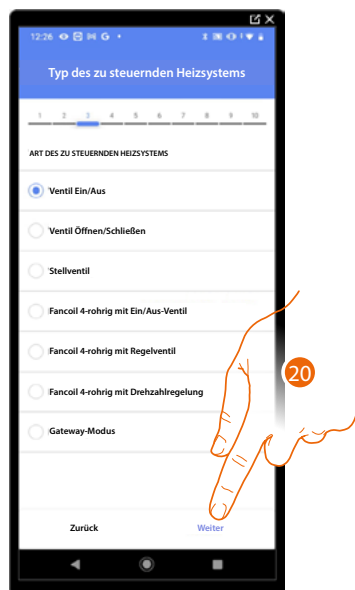 12:26 G
Typ des zu steuernden Heizsystems
1 2 3 4 5 6 7 8 9 10
ART DES ZU STEUERNDEN HEIZSYSTEMS
Ventil Ein/Aus
Ventil Öffnen/Schließen
Stellventil
Fancoil 4-rohrig mit Ein/Aus-Ventil
Fancoil 4-rohrig mit Regelventil
Fancoil 4-rohrig mit Drehzahlregelung
20
Gateway-Modus
Zurück Weiter